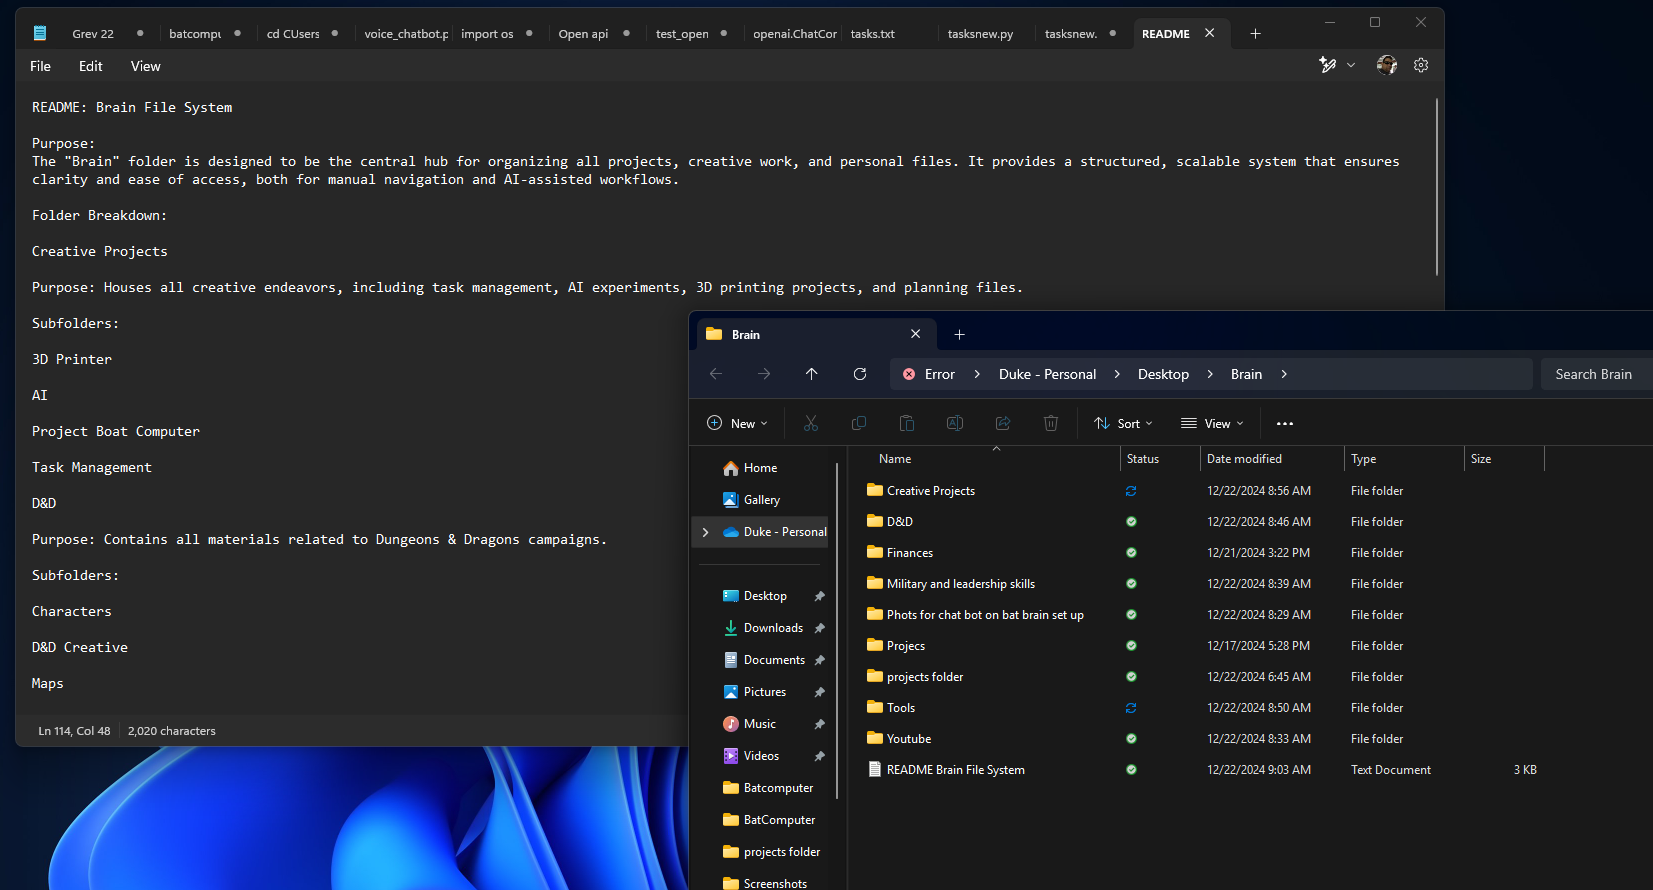 Grev 22
batcompu
cd CUsers
voice_chatbot.p
import os
Open api
test_open
openai.ChatCor
tasks.txt
tasksnew.py
tasksnew.
README
File
Edit
View
README: Brain File System
Purpose:
The "Brain" folder is designed to be the central hub for organizing all projects, creative work, and personal files. It provides a structured, scalable system that ensures
clarity and ease of access, both for manual navigation and AI-assisted workflows.
Folder Breakdown:
Creative Projects
Purpose: Houses all creative endeavors, including task management, AI experiments, 3D printing projects, and planning files.
Subfolders:
3D Printer
AI
Project Boat Computer
Task Management
D&D
Purpose: Contains all materials related to Dungeons & Dragons campaigns.
Subfolders:
Characters
D&D Creative
Maps
Ln 114, Col 48
2,020 characters
Brain
Error > Duke - Personal > Desktop > Brain >
Search Brain
New
Sort
View
Home
Gallery
Duke - Personal
Desktop
Downloads
Documents
Pictures
Music
Videos
Batcomputer
BatComputer
projects folder
Screenshots
Name Status Date modified Type Size
Creative Projects 12/22/2024 8:56 AM File folder
D&D 12/22/2024 8:46 AM File folder
Finances 12/21/2024 3:22 PM File folder
Military and leadership skills 12/22/2024 8:39 AM File folder
Phots for chat bot on bat brain set up 12/22/2024 8:29 AM File folder
Projecs 12/17/2024 5:28 PM File folder
projects folder 12/22/2024 6:45 AM File folder
Tools 12/22/2024 8:50 AM File folder
Youtube 12/22/2024 8:33 AM File folder
README Brain File System 12/22/2024 9:03 AM Text Document 3 KB